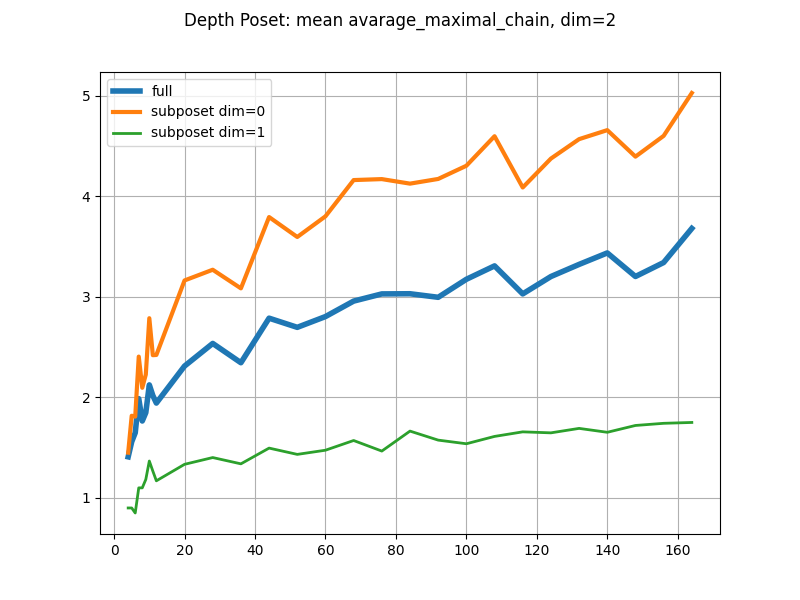 Depth Poset: mean avarage_maximal_chain, dim=2
full
subposet dim=0
subposet dim=1
5
4
3
2
1
0 20 40 60 80 100 120 140 160